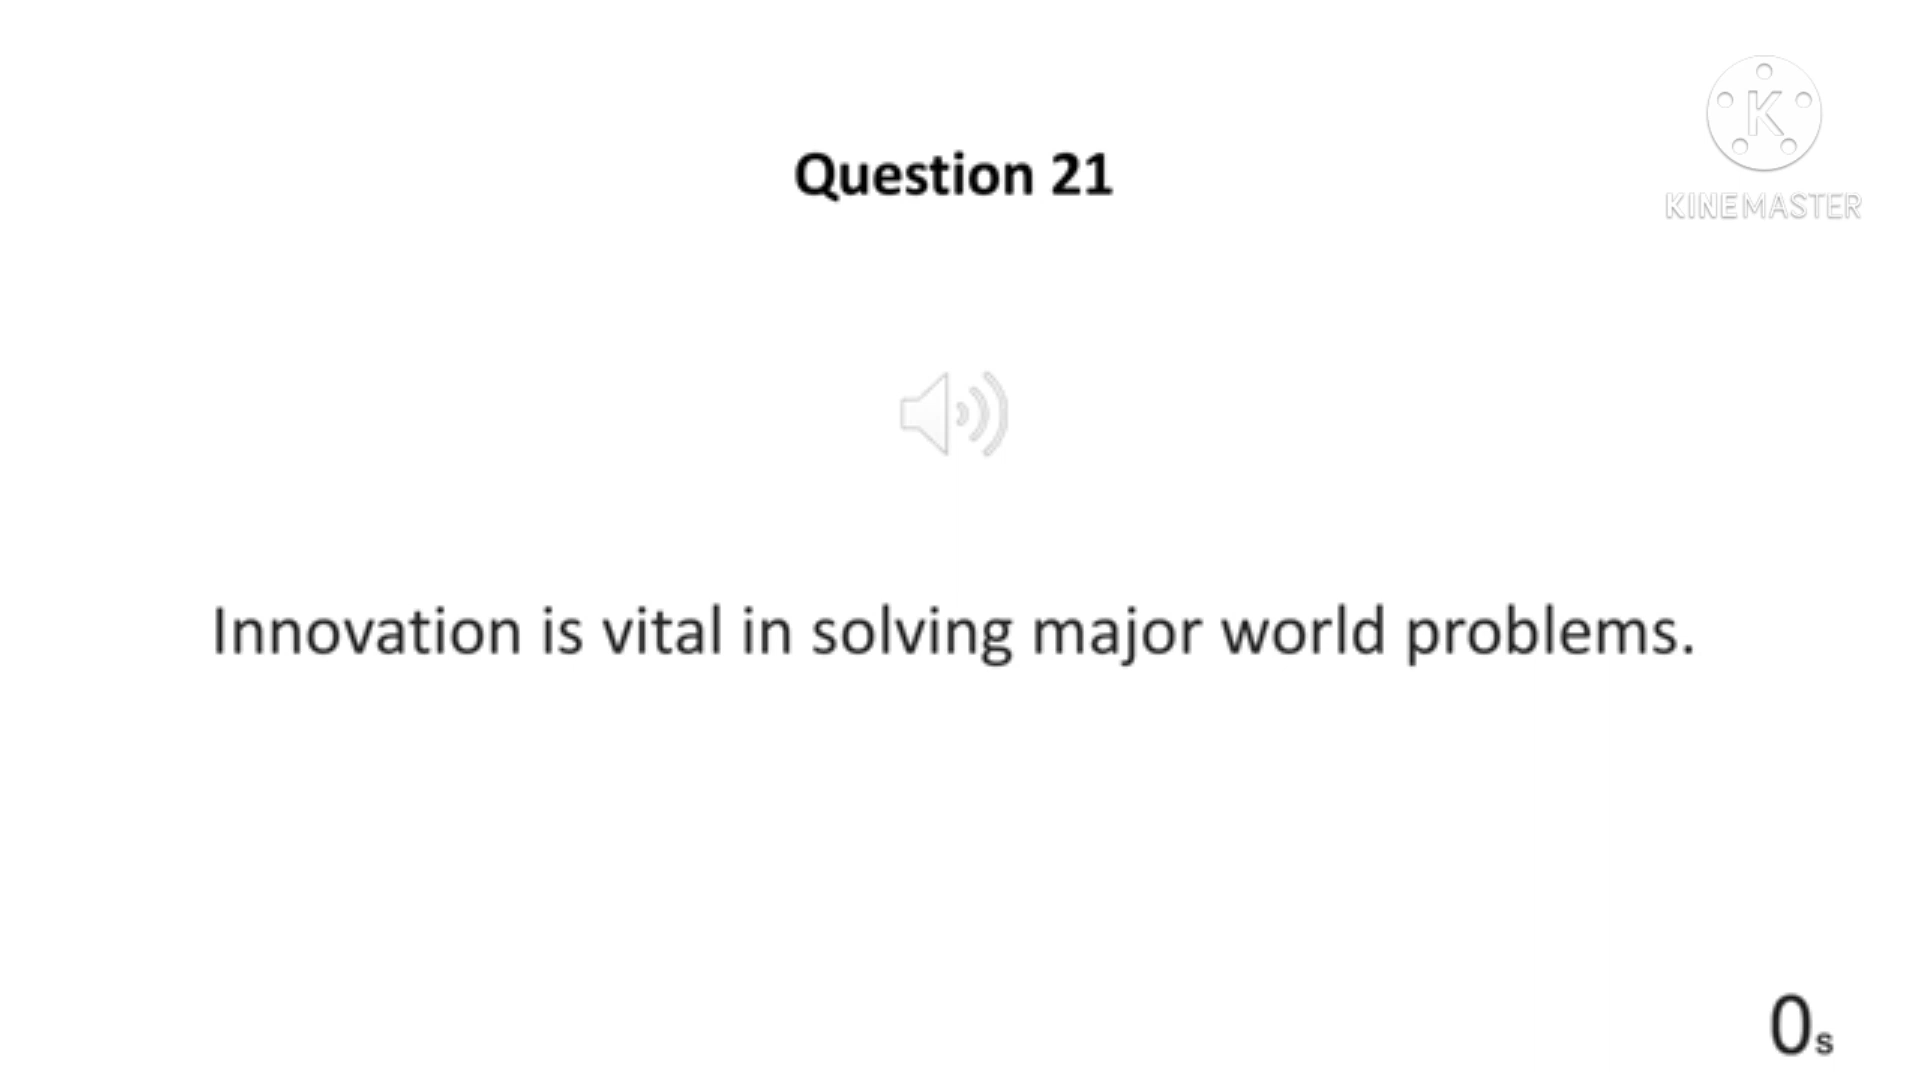 Question 21
K
KINEMASTER
Innovation is vital in solving major world problems.
0s